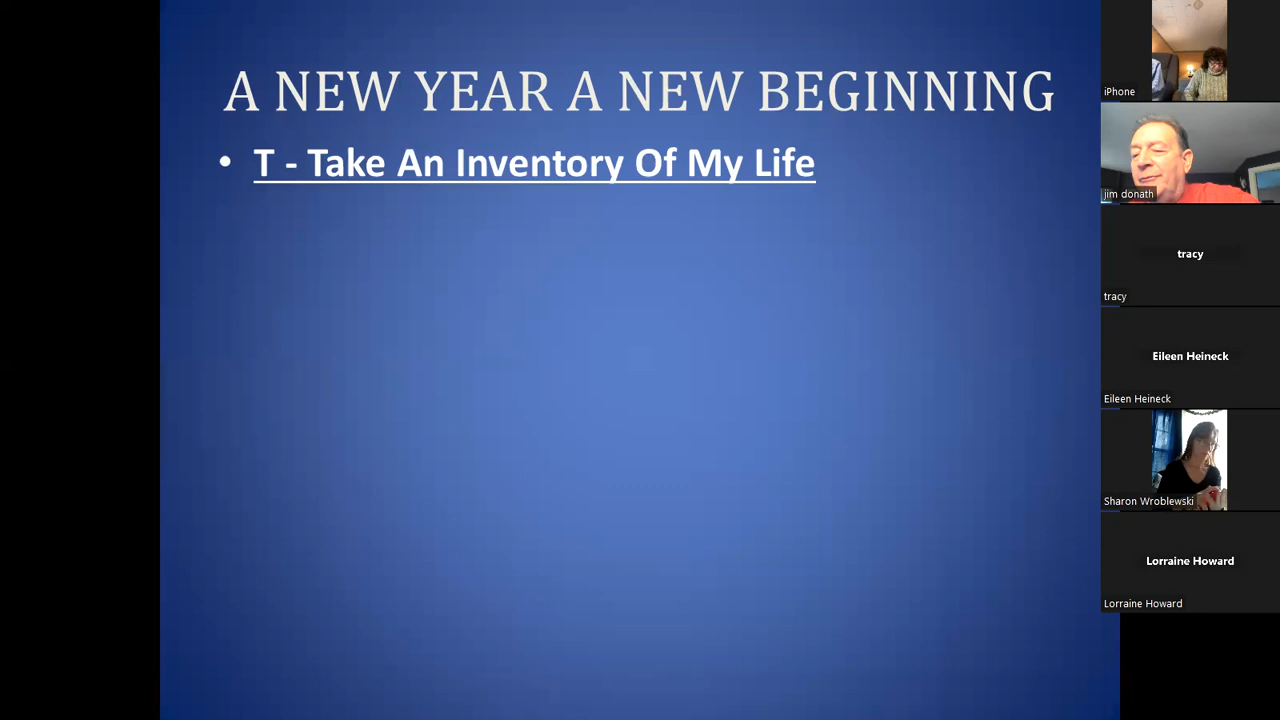 A NEW YEAR A NEW BEGINNING
• T - Take An Inventory Of My Life
iPhone
jim donath
tracy
tracy
Eileen Heineck
Eileen Heineck
Sharon Wroblewski
Lorraine Howard
Lorraine Howard